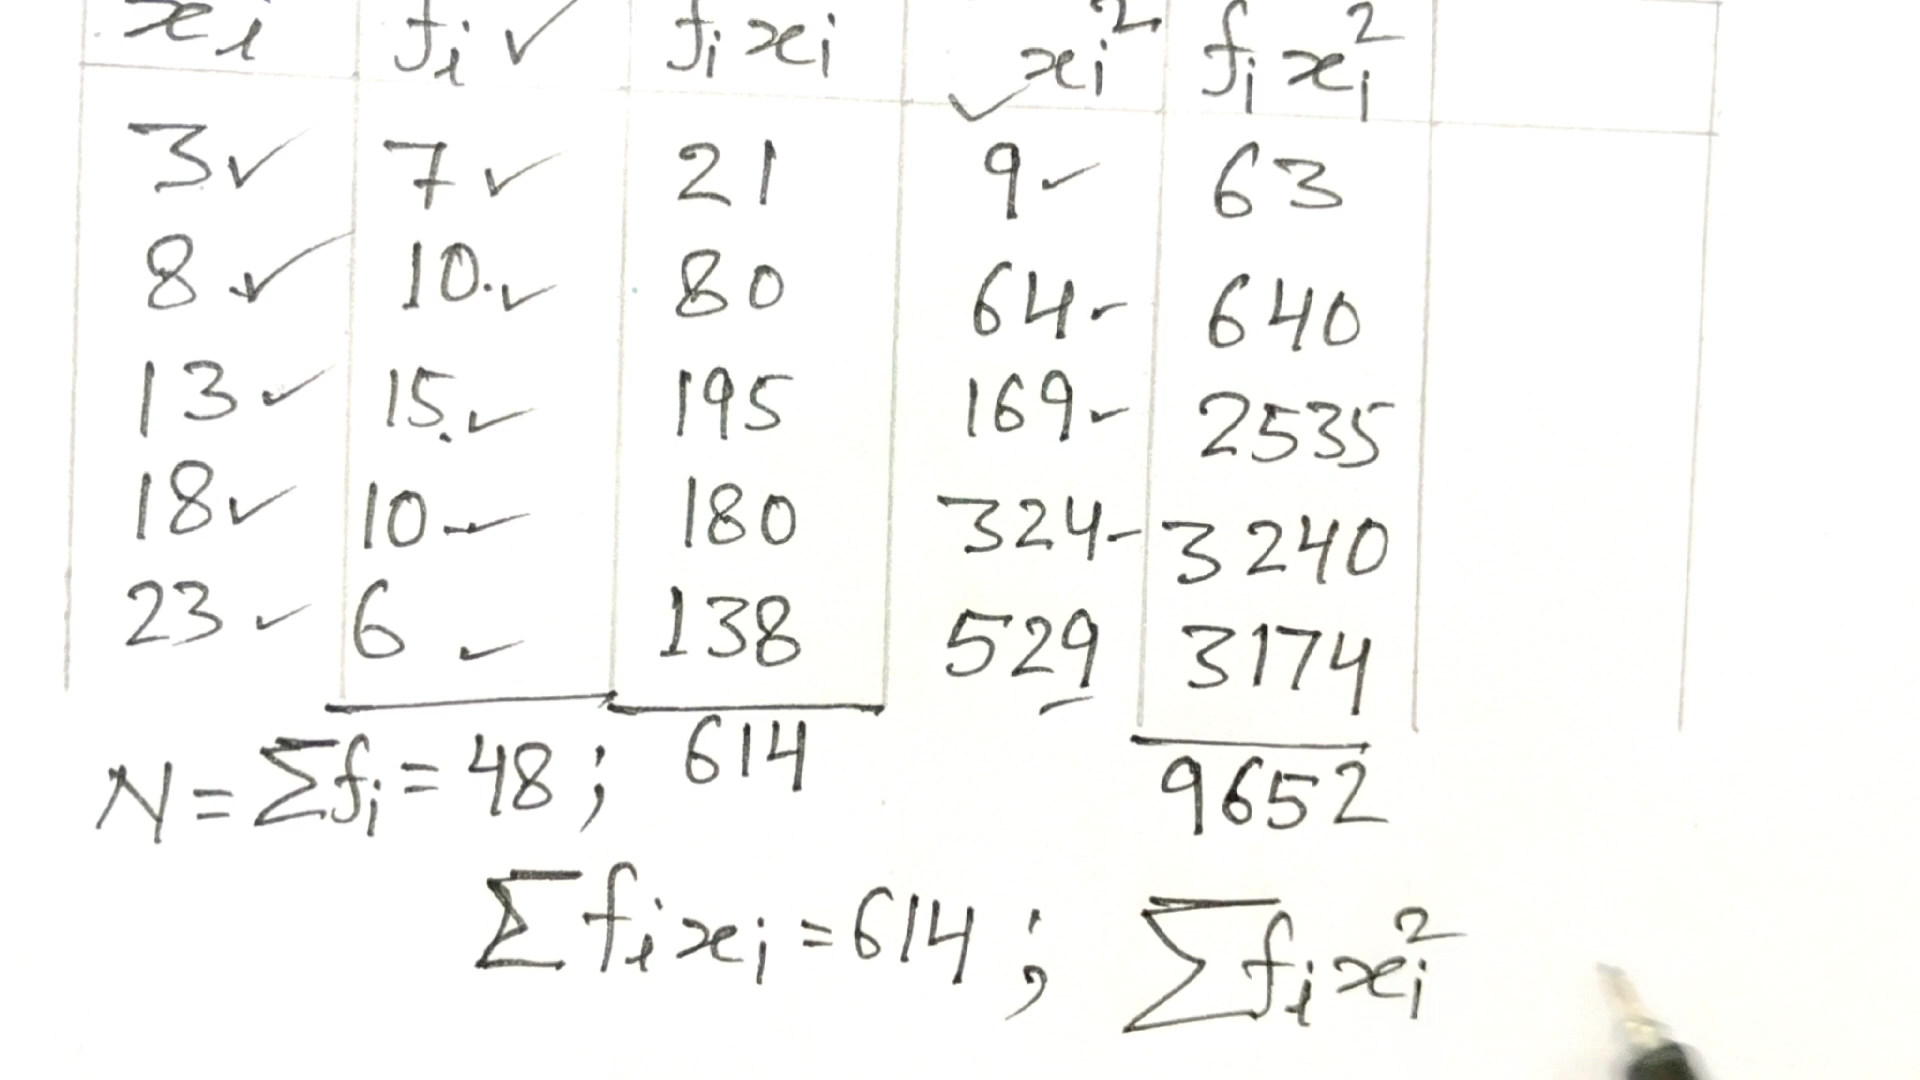 xi fi ✓ fixi xi² fixi²
3✓ 7✓ 21 9✓ 63
8✓ 10.✓ 80 64- 640
13✓ 15.✓ 195 169✓ 2535
18✓ 10✓ 180 324- 3240
23✓ 6✓ 138 529 3174
N=Σfi=48; 614 9652
Σfixi=614; Σfixi²